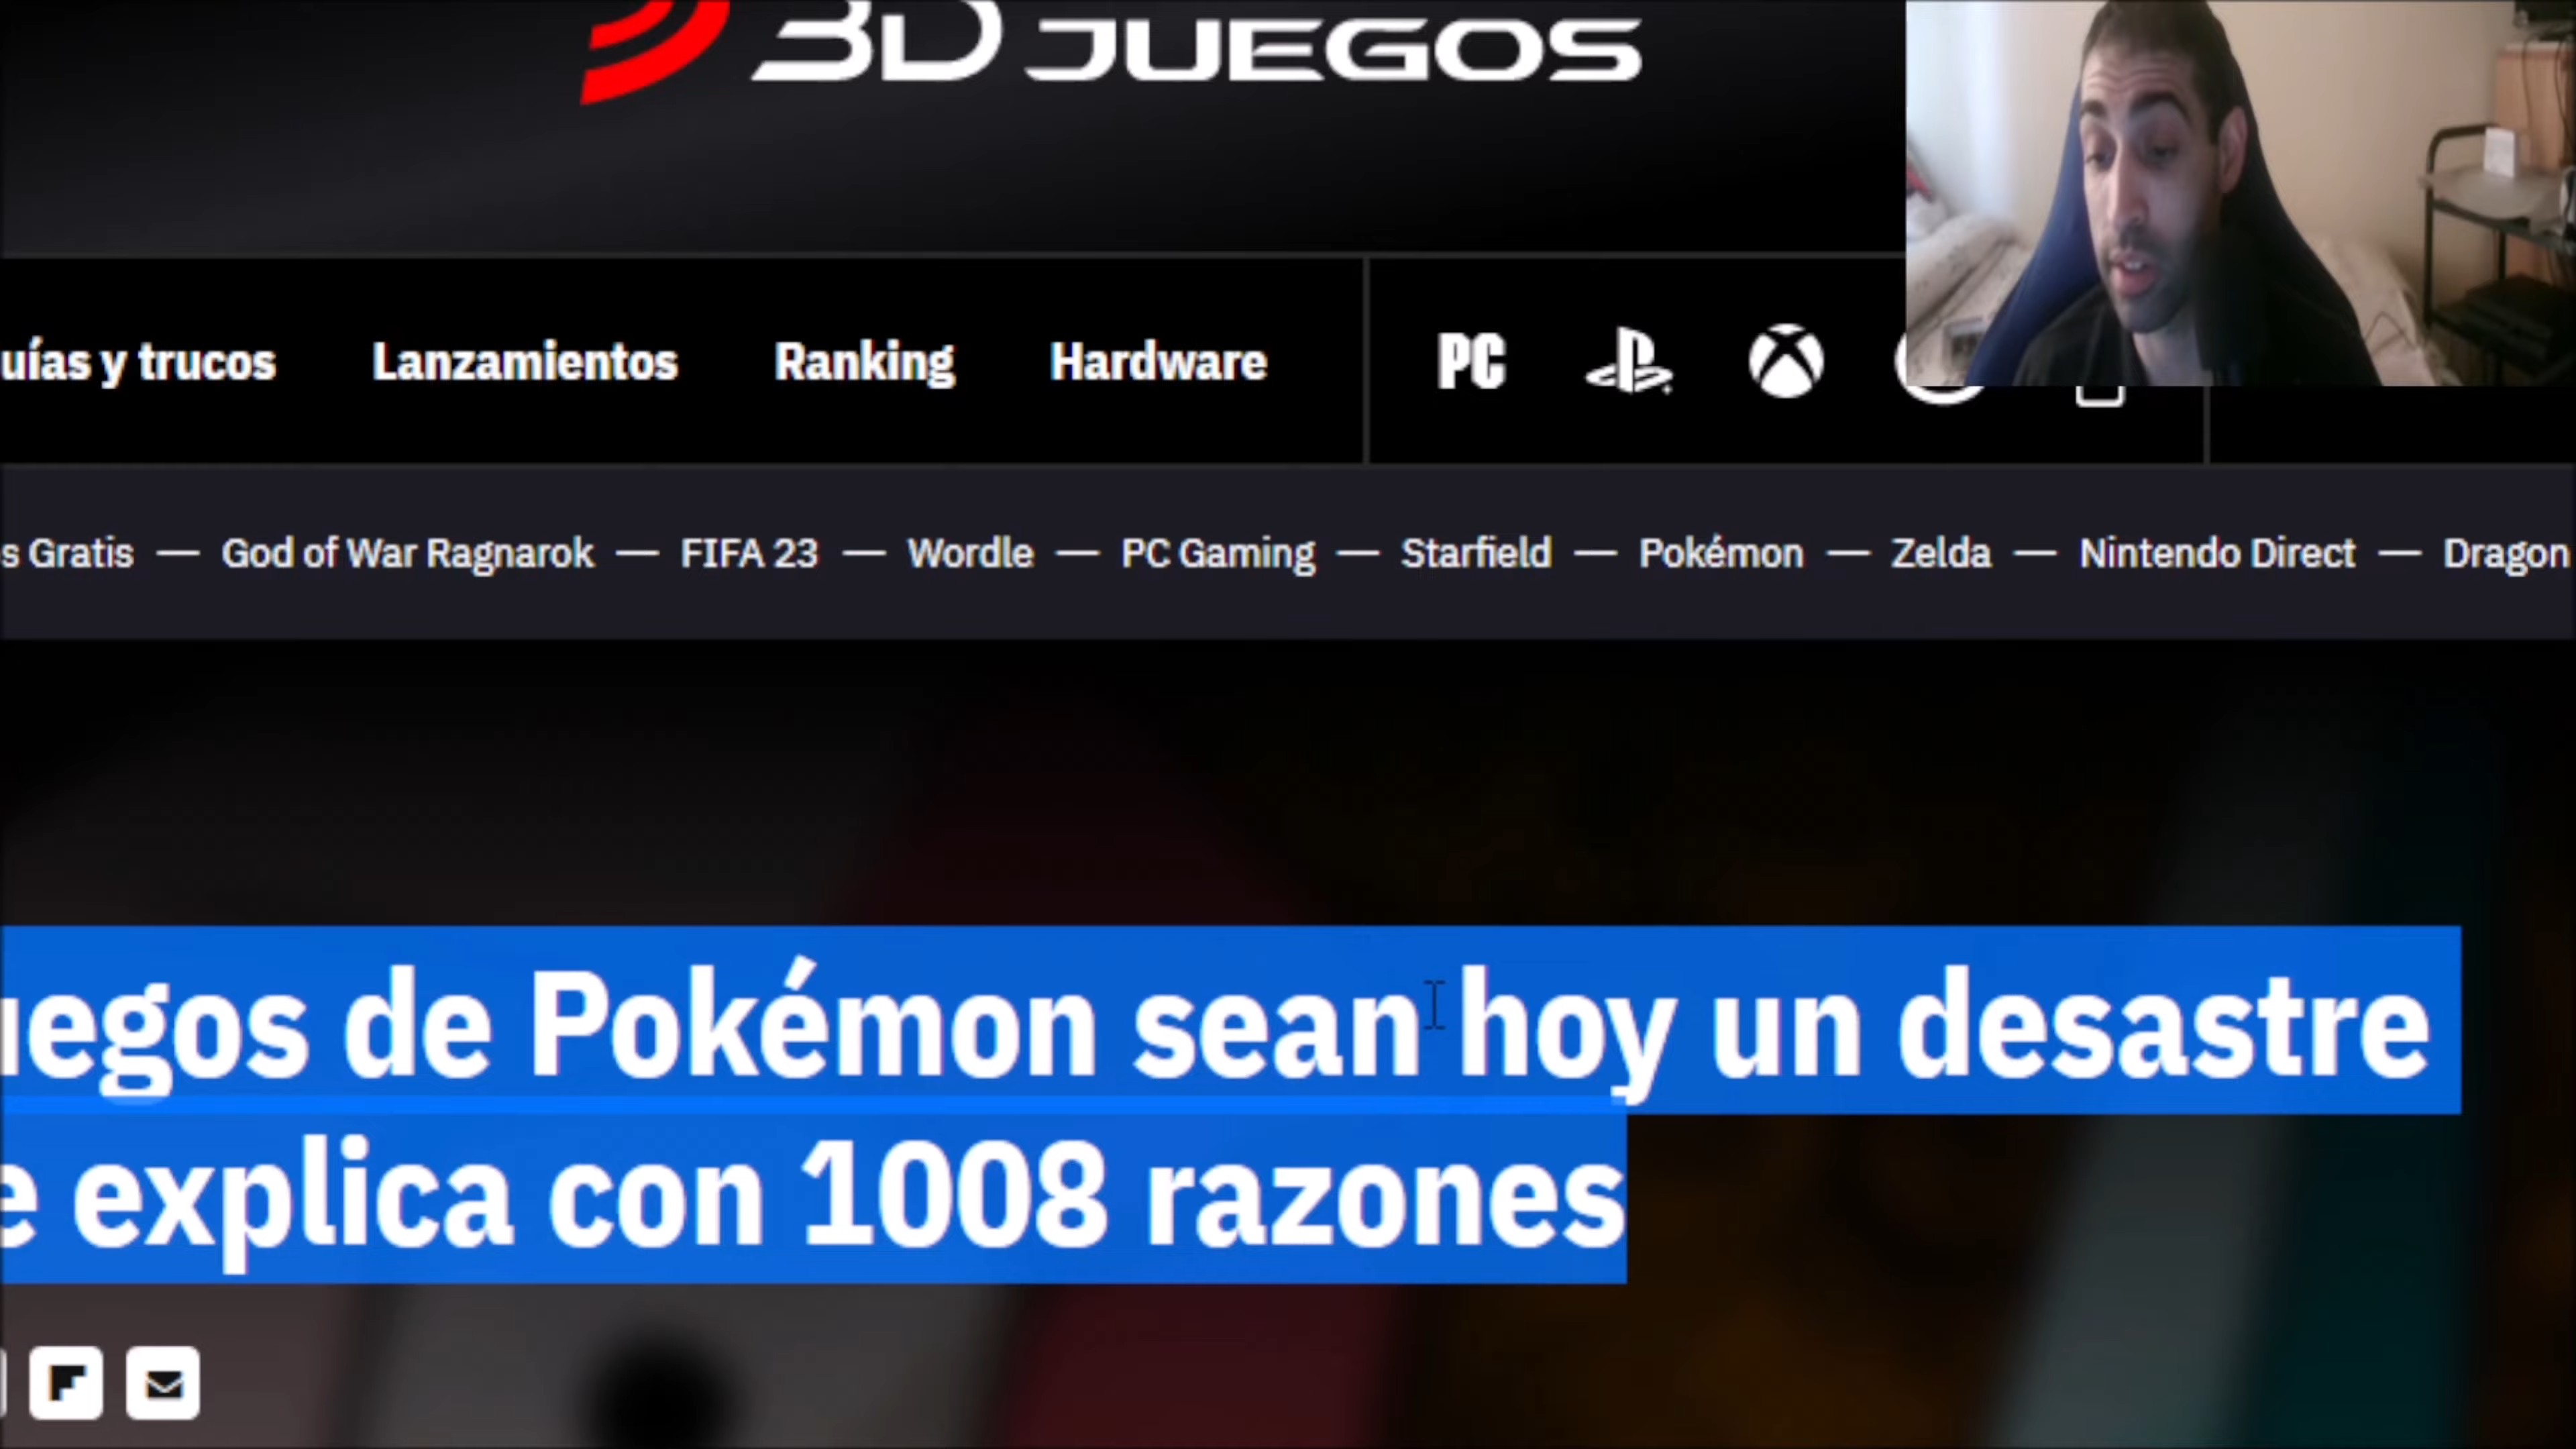 3D JUEGOS
uías y trucos Lanzamientos Ranking Hardware PC
s Gratis — God of War Ragnarok — FIFA 23 — Wordle — PC Gaming — Starfield — Pokémon — Zelda — Nintendo Direct — Dragon
uegos de Pokémon sean hoy un desastre
e explica con 1008 razones